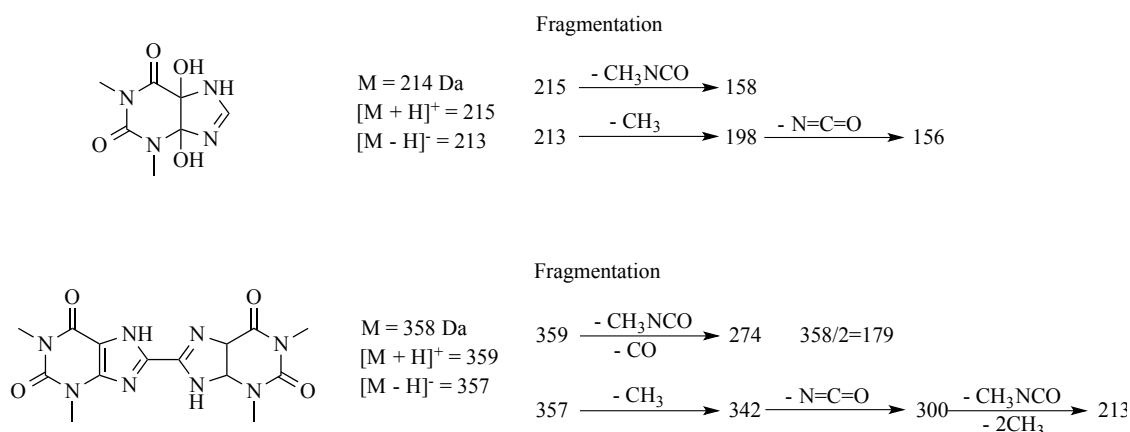 Fragmentation
O
OH
NH
N
O
N
N
OH
M = 214 Da
[M + H]⁺ = 215
[M - H]⁻ = 213
215 - CH₃NCO 158
213 - CH₃ 198 - N=C=O 156
Fragmentation
O
NH
N
O
N
N
O
N
N
N
H
N
O
N
M = 358 Da
[M + H]⁺ = 359
[M - H]⁻ = 357
359 - CH₃NCO - CO 274 358/2=179
357 - CH₃ 342 - N=C=O 300 - CH₃NCO - 2CH₃ 213